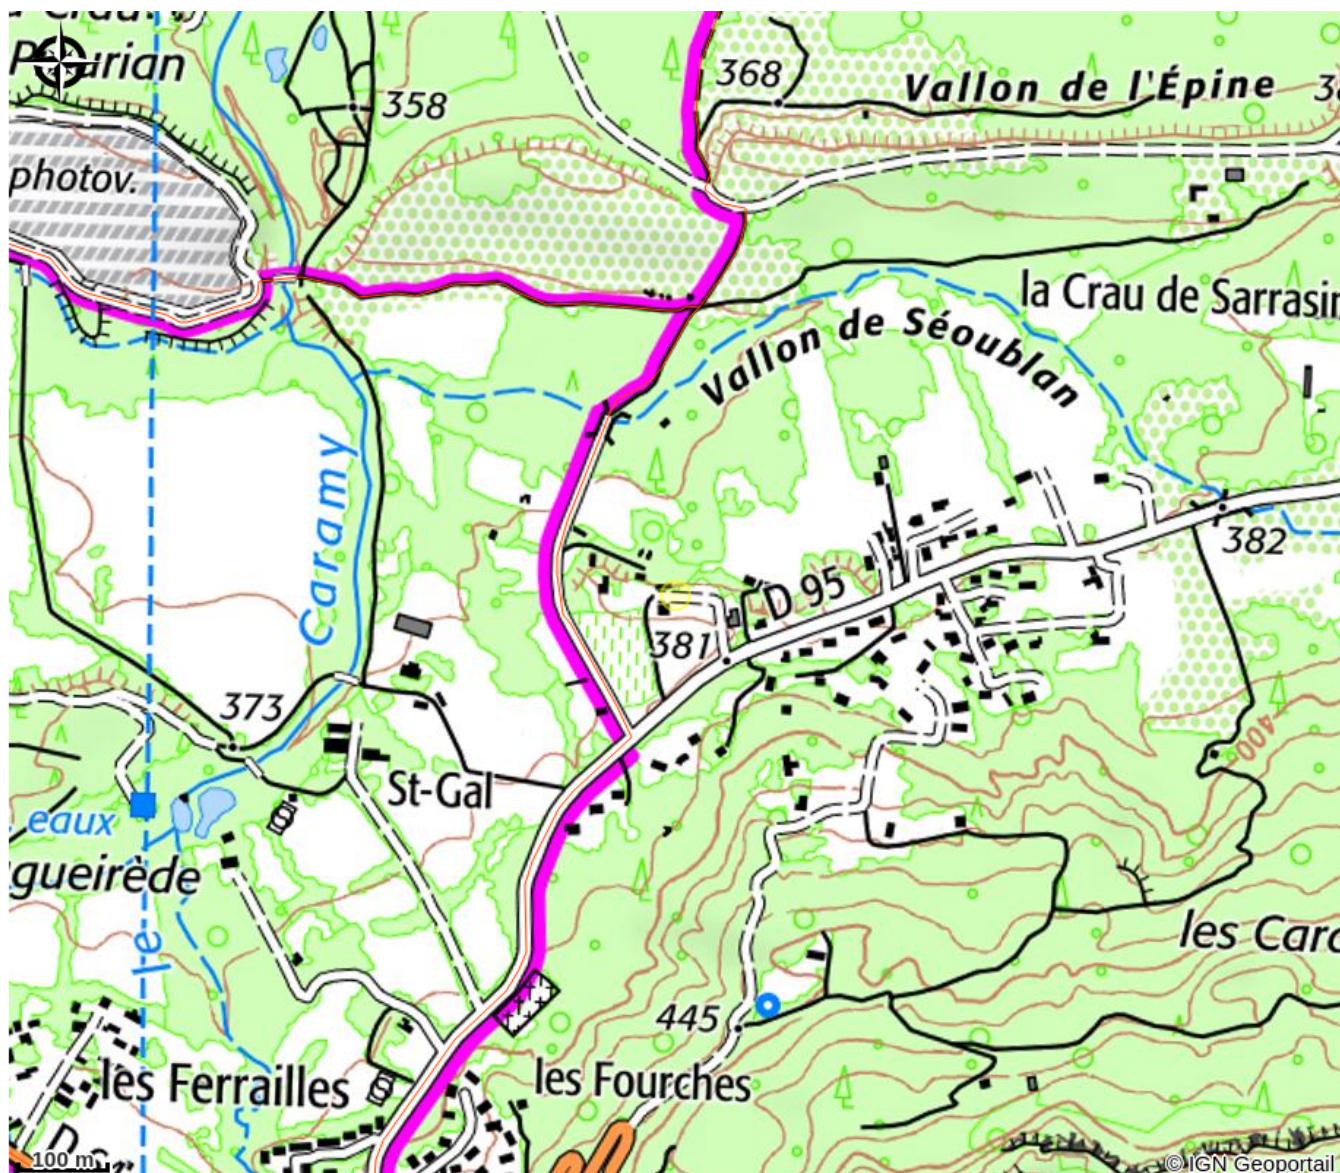 368
Vallon de l'Épine
358
photov.
la Crau de Sarrasin
Vallon de Séoublan
Caramy
382
D 95
381
373
400
St-Gal
eaux
gueirède
le
les Carc
445
les Ferrailles
les Fourches
100 m
© IGN Geoportail